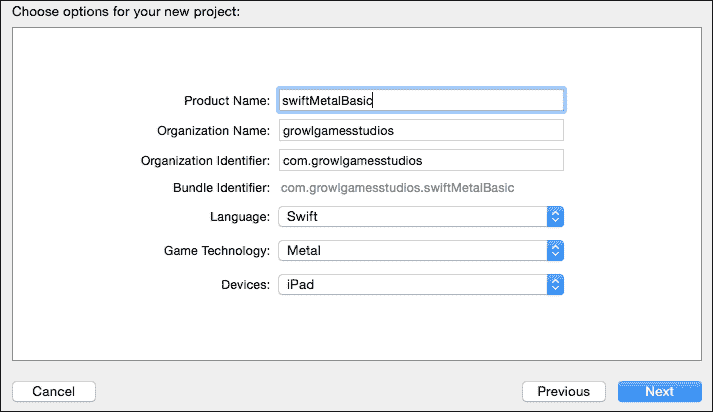 Choose options for your new project:
Product Name: swiftMetalBasic
Organization Name: growlgamesstudios
Organization Identifier: com.growlgamesstudios
Bundle Identifier: com.growlgamesstudios.swiftMetalBasic
Language: Swift
Game Technology: Metal
Devices: iPad
Cancel Previous Next